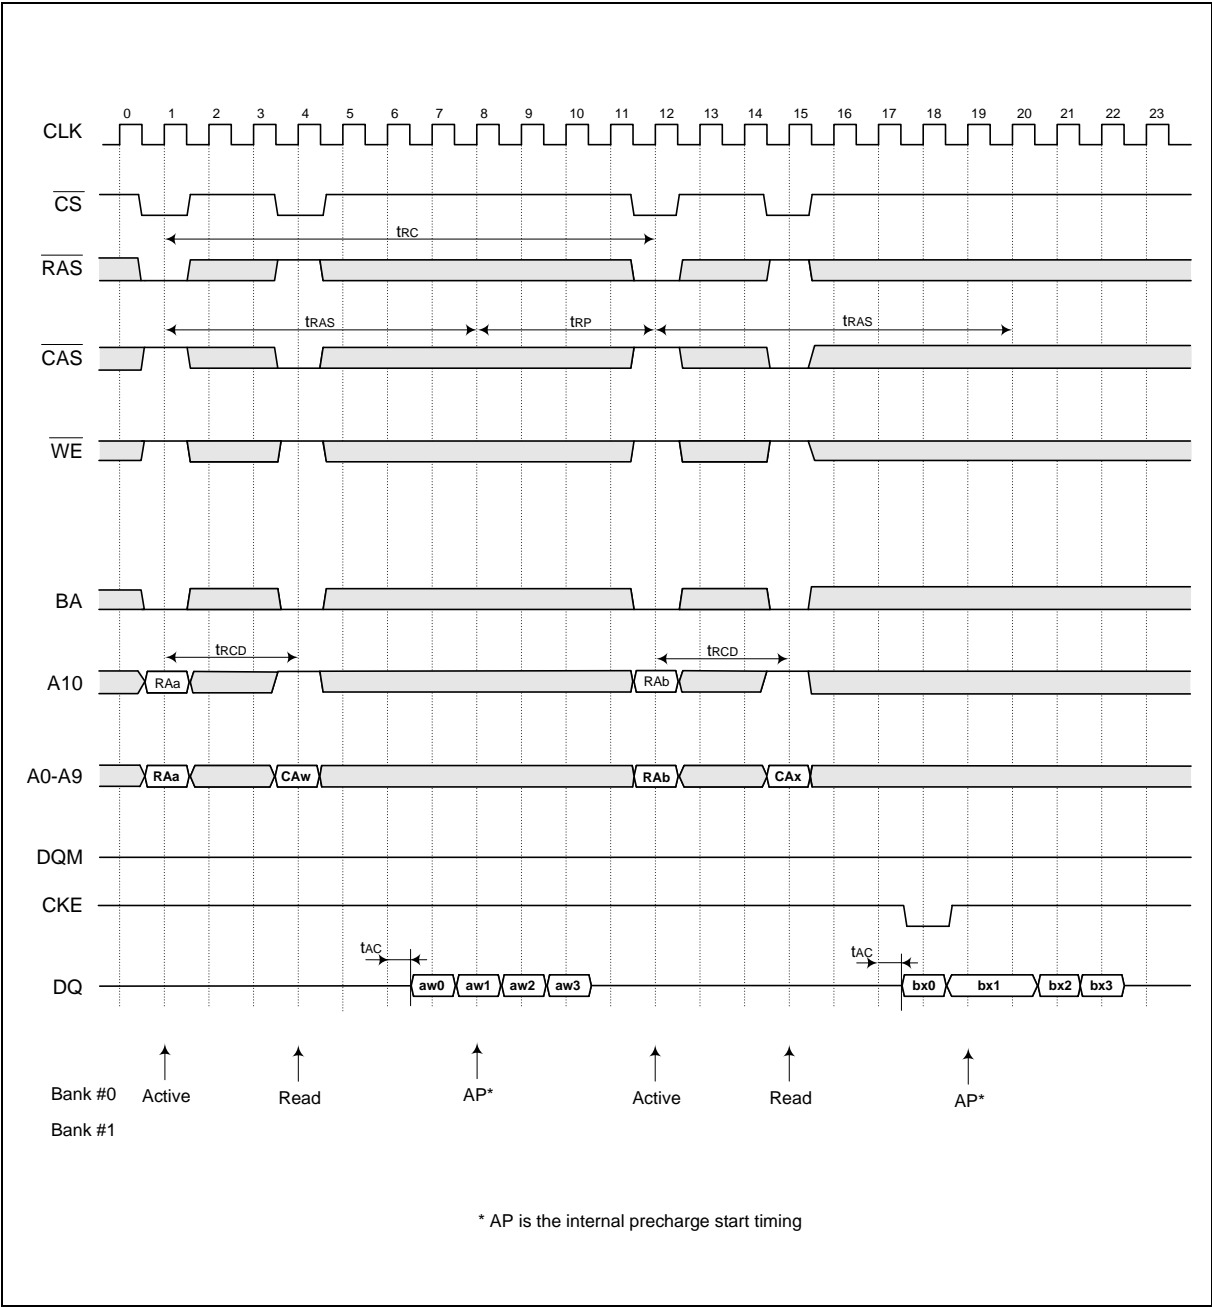 0 1 2 3 4 5 6 7 8 9 10 11 12 13 14 15 16 17 18 19 20 21 22 23
CLK
CS
tRC
RAS
tRAS tRP tRAS
CAS
WE
BA
tRCD tRCD
A10 RAa RAb
A0-A9 RAa CAw RAb CAx
DQM
CKE
tAC tAC
DQ aw0 aw1 aw2 aw3 bx0 bx1 bx2 bx3
Bank #0 Active Read AP* Active Read AP*
Bank #1
* AP is the internal precharge start timing